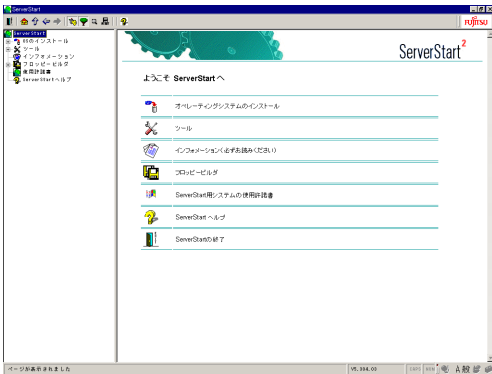 ServerStart
FUJITSU
ServerStart
OSのインストール
ツール
インフォメーション
フロッピービルダ
使用許諾書
ServerStartヘルプ
ServerStart2
ようこそ ServerStart へ
オペレーティングシステムのインストール
ツール
インフォメーション（必ずお読みください）
フロッピービルダ
ServerStart用システムの使用許諾書
ServerStart ヘルプ
ServerStartの終了
ページが表示されました
V5.304.03
CAPS
NUM
A 般